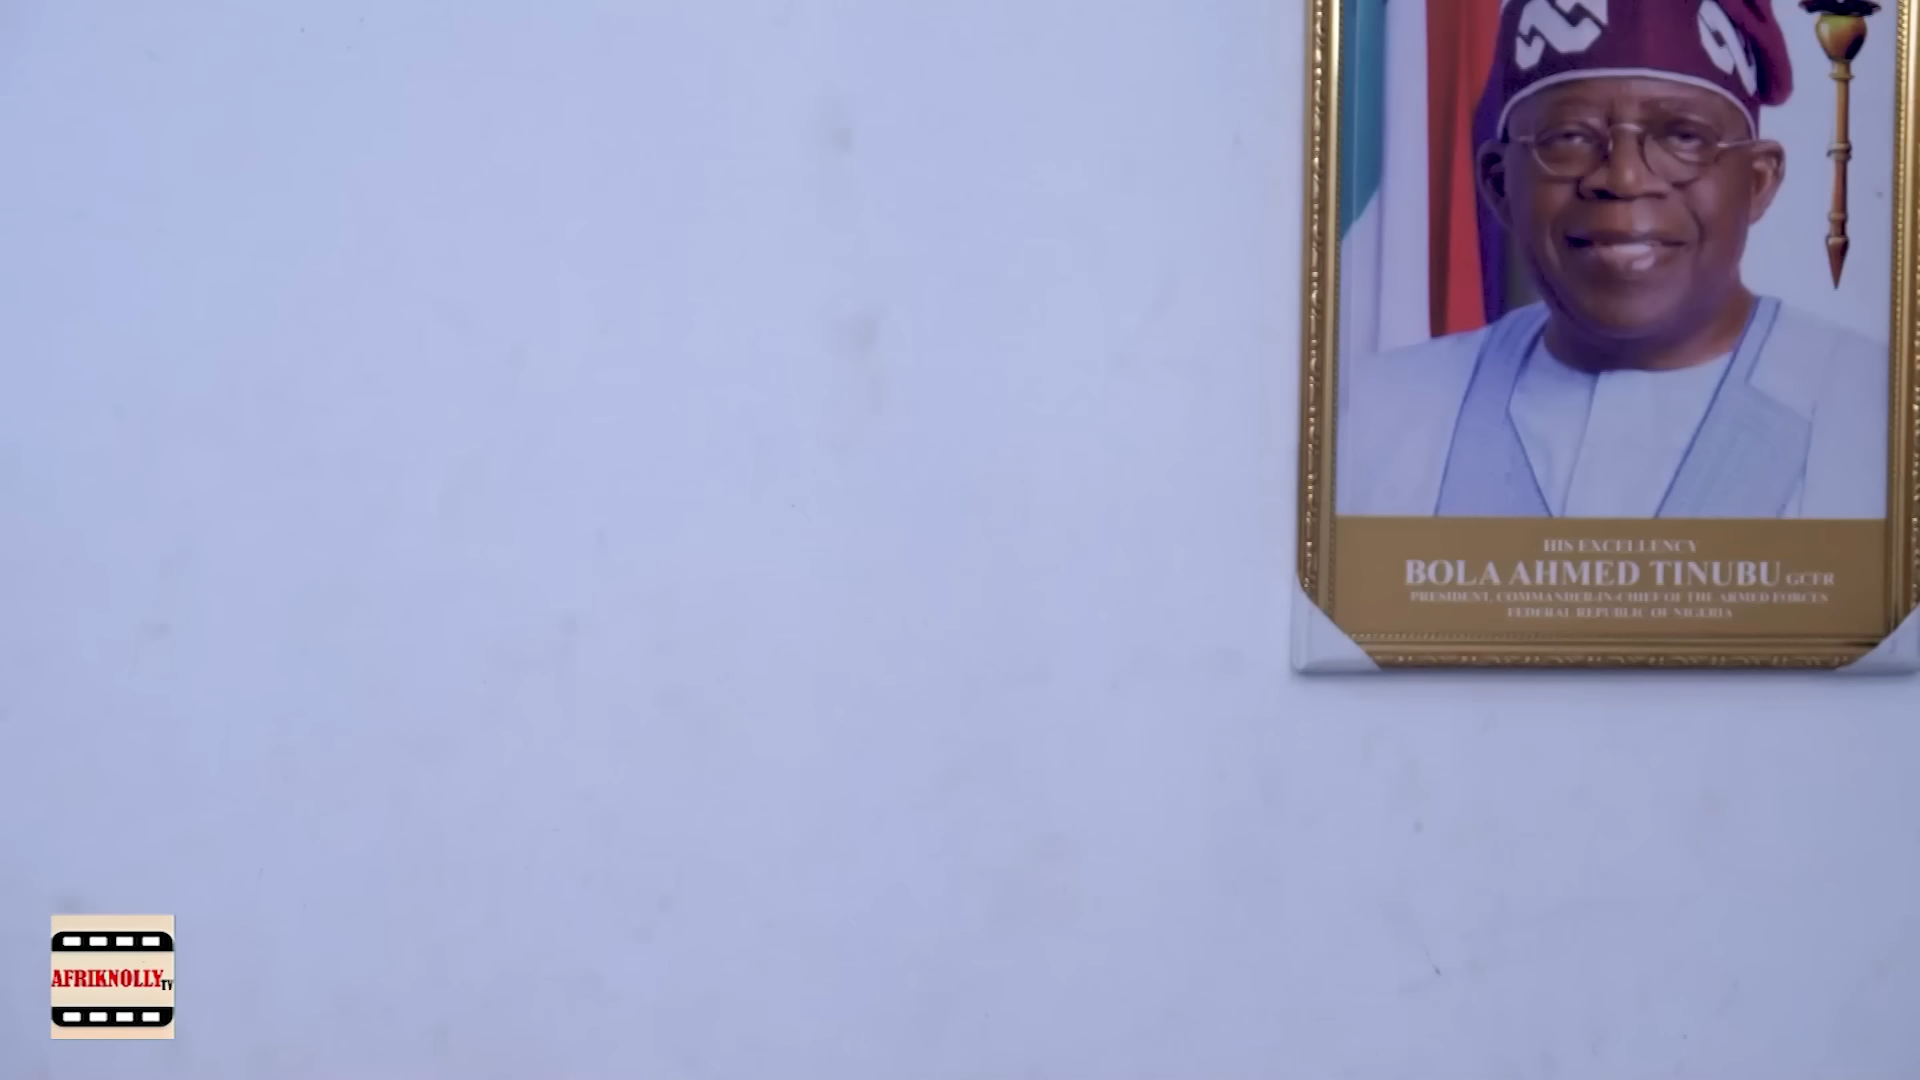 HIS EXCELLENCY
BOLA AHMED TINUBU GCFR
PRESIDENT, COMMANDER-IN-CHIEF OF THE ARMED FORCES
FEDERAL REPUBLIC OF NIGERIA
AFRIKNOLLY TV